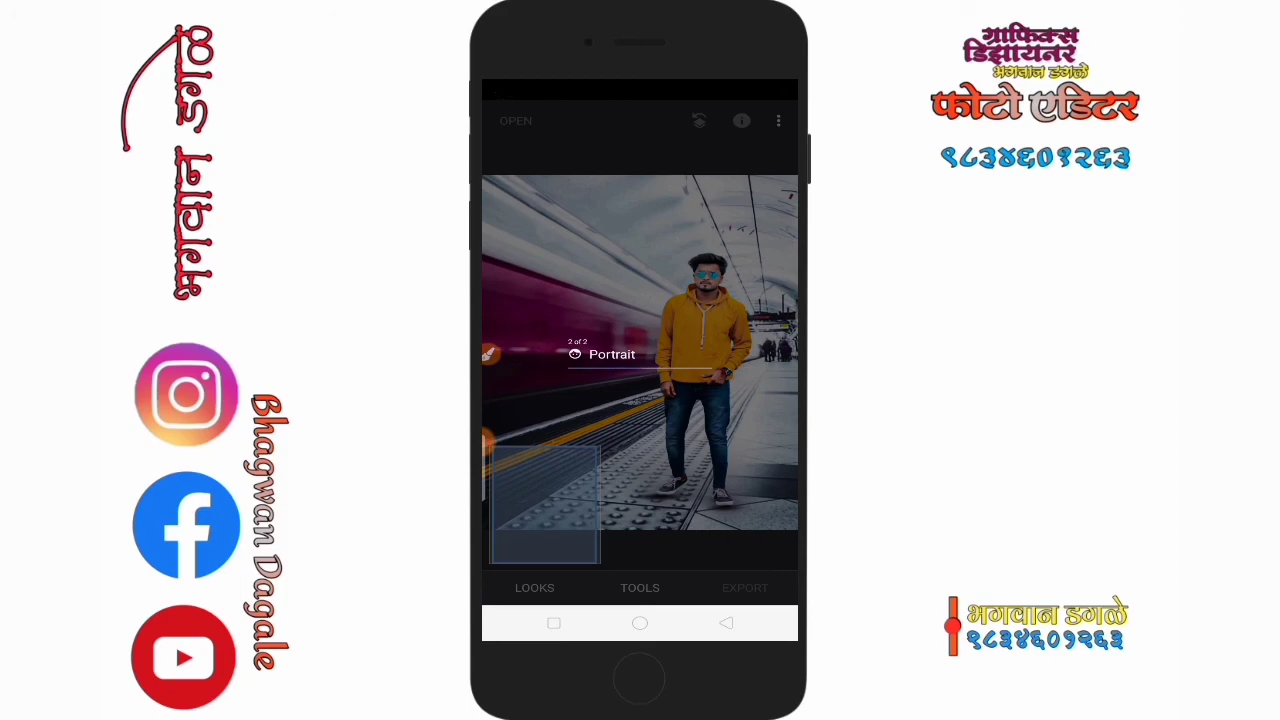 भगवान डगळे
Bhagwan Dagale
OPEN
2 of 2
Portrait
LOOKS
TOOLS
EXPORT
ग्राफिक्स
डिझायनर
भगवान डगळे
फोटो एडिटर
९८३४६०१२६३
भगवान डगळे
९८३४६०१२६३